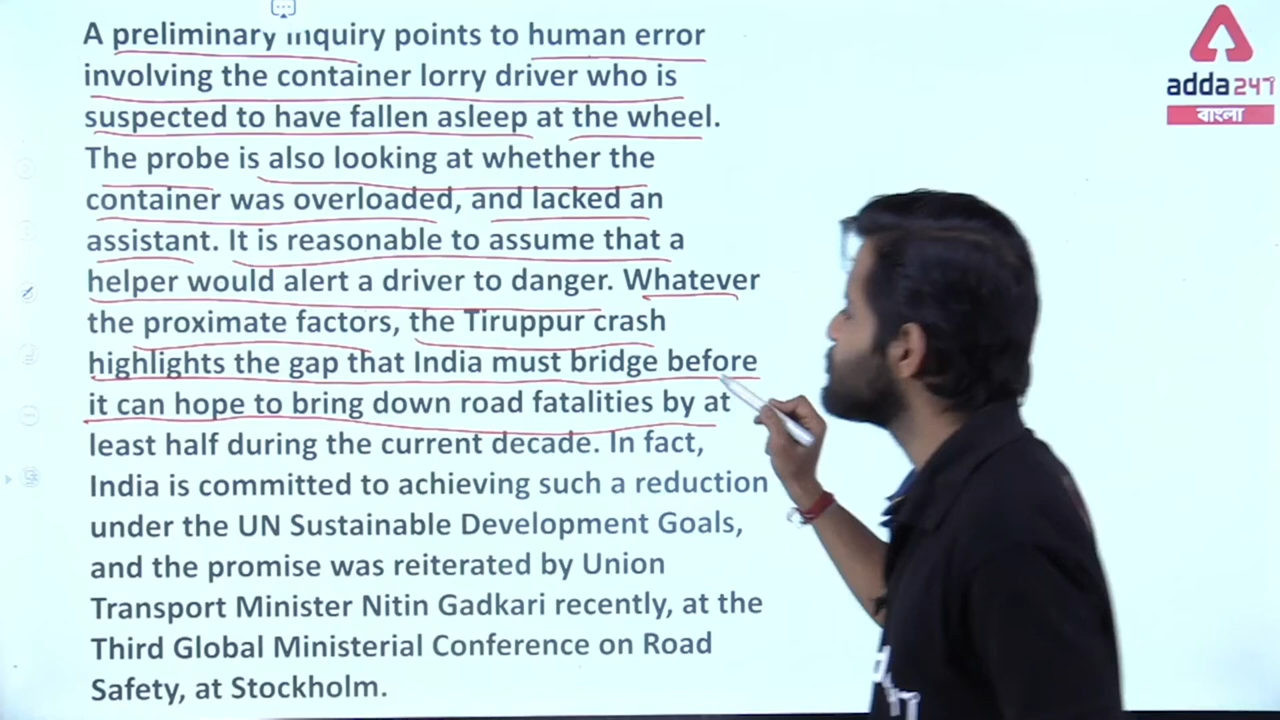 A preliminary inquiry points to human error
involving the container lorry driver who is
suspected to have fallen asleep at the wheel.
The probe is also looking at whether the
container was overloaded, and lacked an
assistant. It is reasonable to assume that a
helper would alert a driver to danger. Whatever
the proximate factors, the Tiruppur crash
highlights the gap that India must bridge before
it can hope to bring down road fatalities by at
least half during the current decade. In fact,
India is committed to achieving such a reduction
under the UN Sustainable Development Goals,
and the promise was reiterated by Union
Transport Minister Nitin Gadkari recently, at the
Third Global Ministerial Conference on Road
Safety, at Stockholm.
adda247
বাংলা